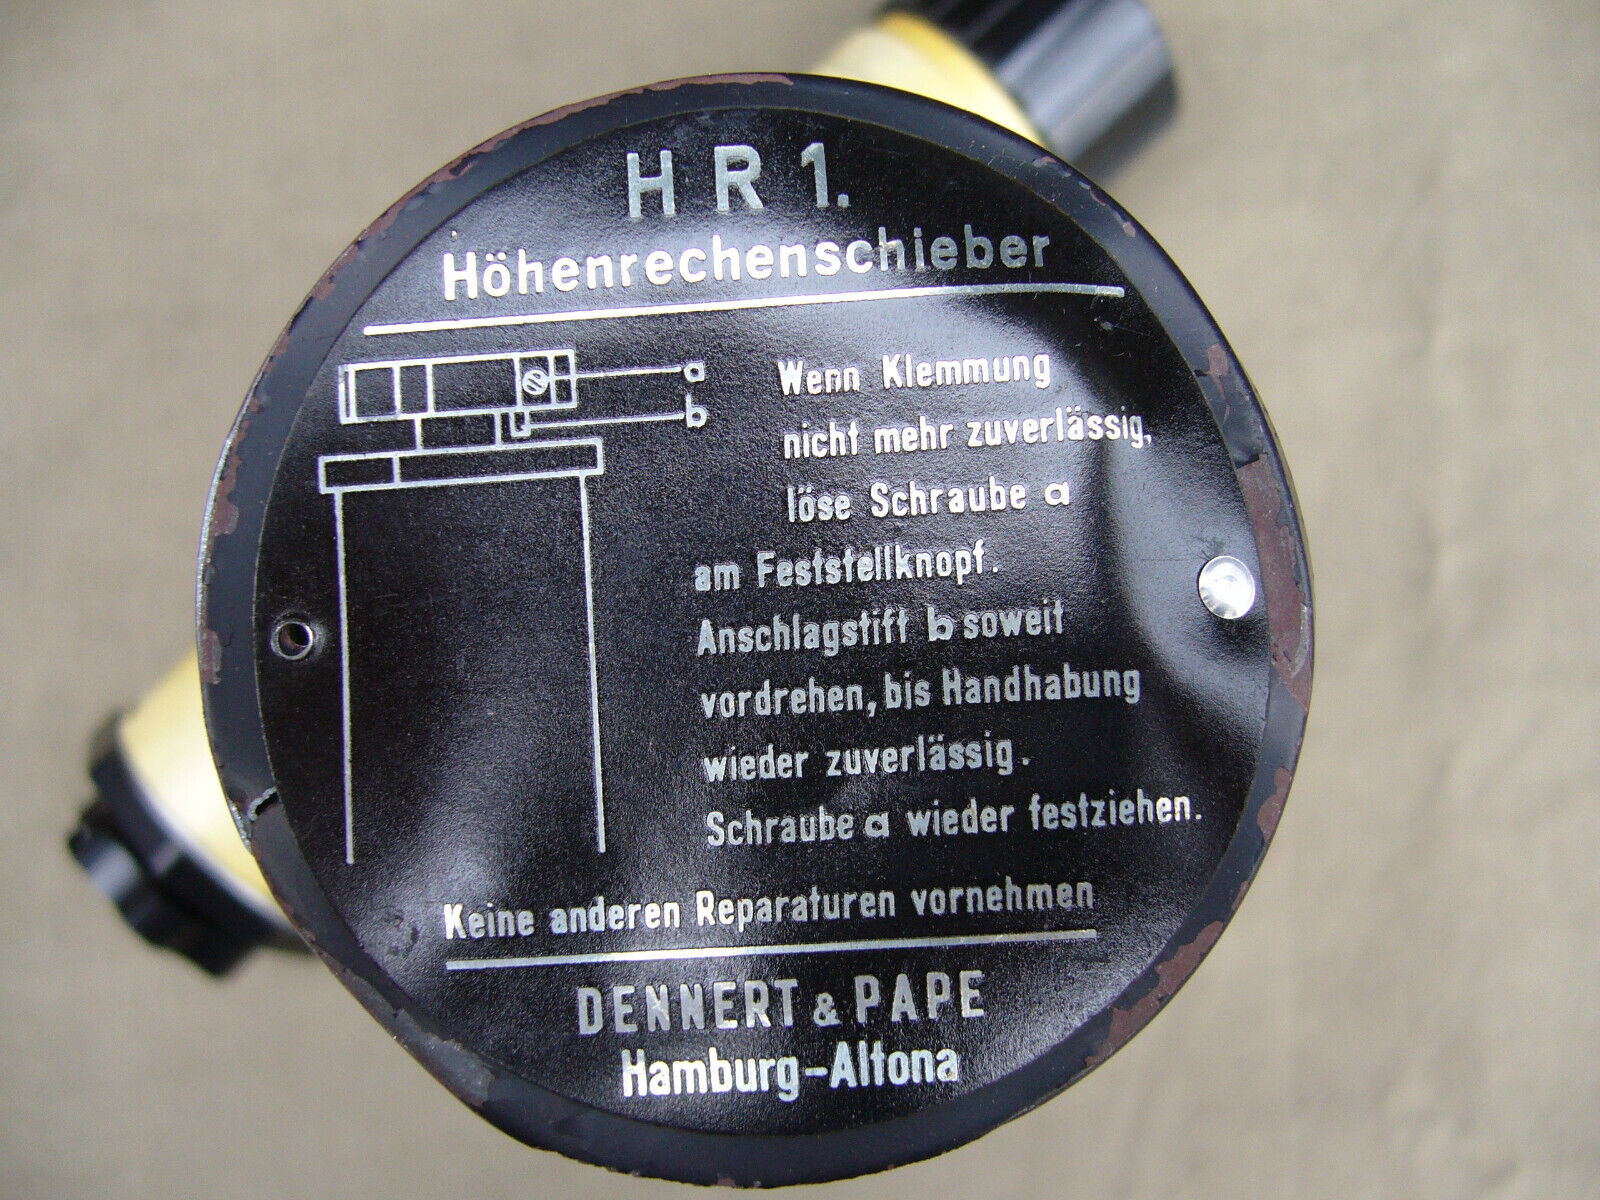 HR1.
Höhenrechenschieber
a
b
Wenn Klemmung
nicht mehr zuverlässig,
löse Schraube a
am Feststellknopf.
Anschlagstift b soweit
vordrehen, bis Handhabung
wieder zuverlässig.
Schraube a wieder festziehen.
Keine anderen Reparaturen vornehmen
DENNERT & PAPE
Hamburg-Altona